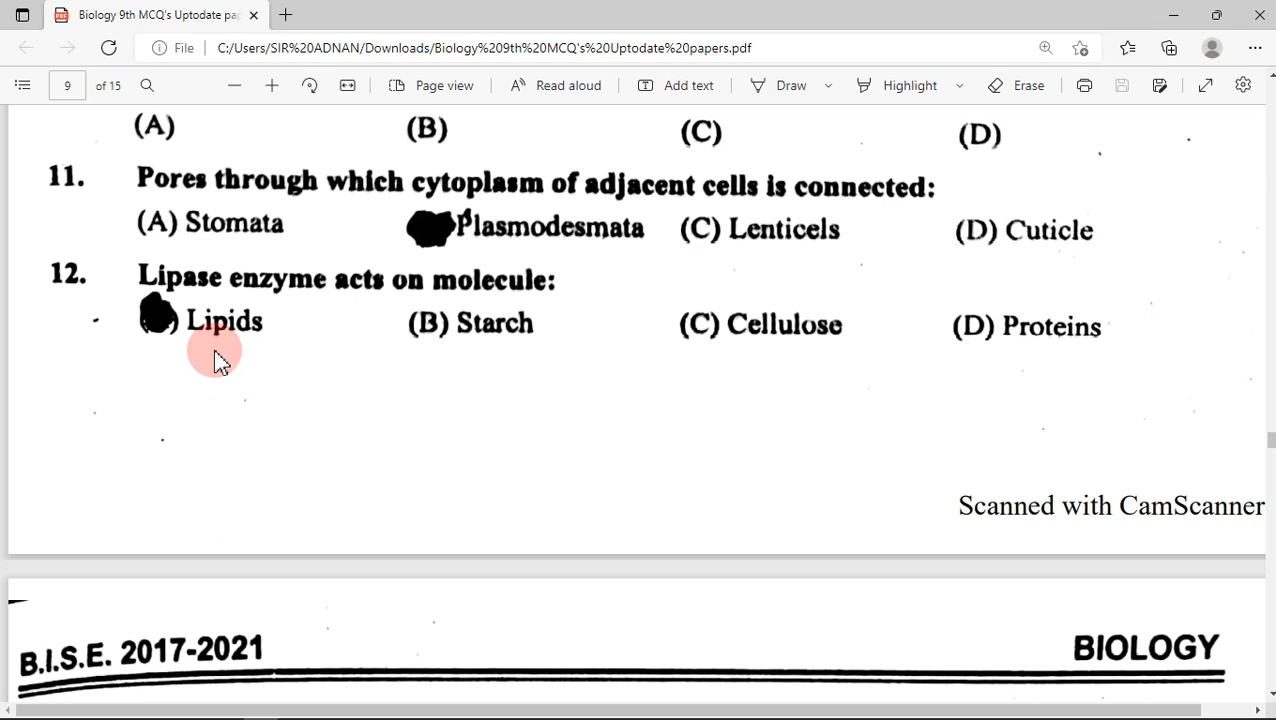 Biology 9th MCQ's Uptodate pap
File C:/Users/SIR%20ADNAN/Downloads/Biology%209th%20MCQ's%20Uptodate%20papers.pdf
9 of 15 Page view Read aloud Add text Draw Highlight Erase
(A) (B) (C) (D)
11. Pores through which cytoplasm of adjacent cells is connected:
(A) Stomata Plasmodesmata (C) Lenticels (D) Cuticle
12. Lipase enzyme acts on molecule:
) Lipids (B) Starch (C) Cellulose (D) Proteins
Scanned with CamScanner
B.I.S.E. 2017-2021 BIOLOGY